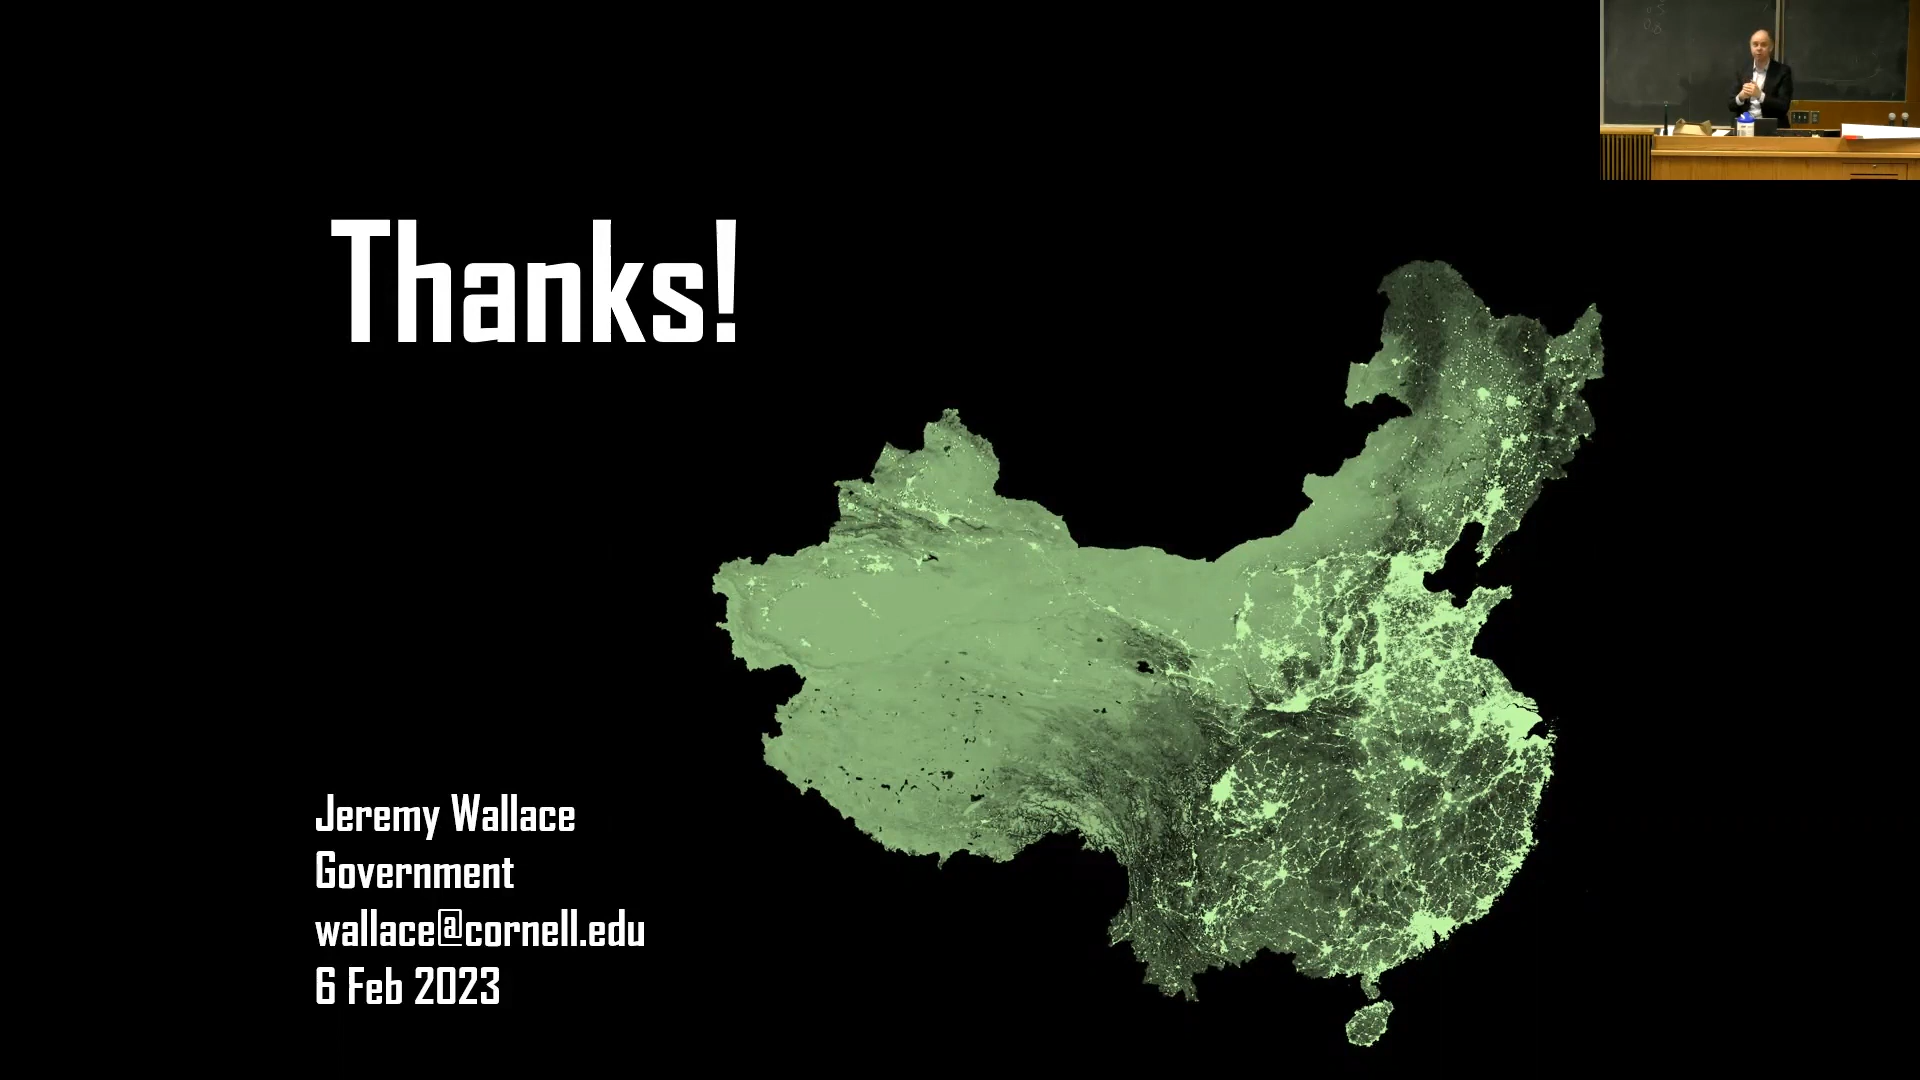 Thanks!
Jeremy Wallace
Government
wallace@cornell.edu
6 Feb 2023